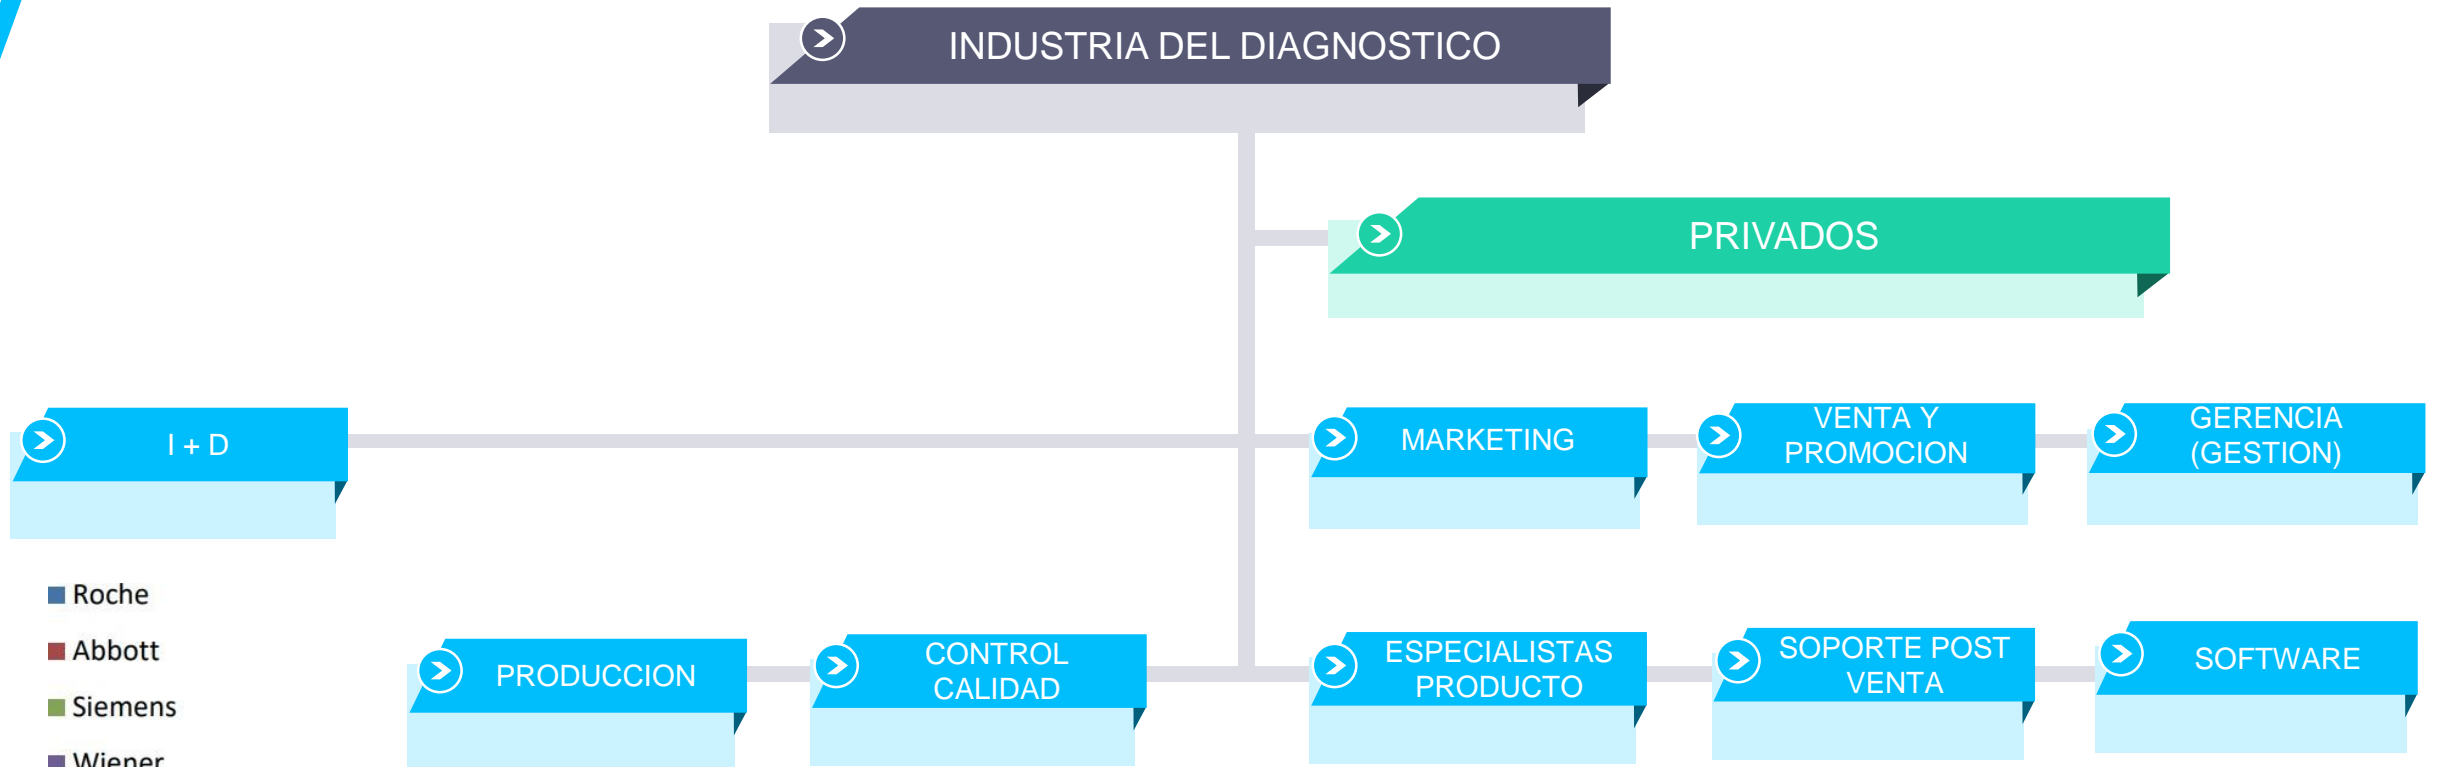 INDUSTRIA DEL DIAGNOSTICO
PRIVADOS
I + D
MARKETING
VENTA Y
PROMOCION
GERENCIA
(GESTION)
Roche
Abbott
Siemens
Wiener
PRODUCCION
CONTROL
CALIDAD
ESPECIALISTAS
PRODUCTO
SOPORTE POST
VENTA
SOFTWARE